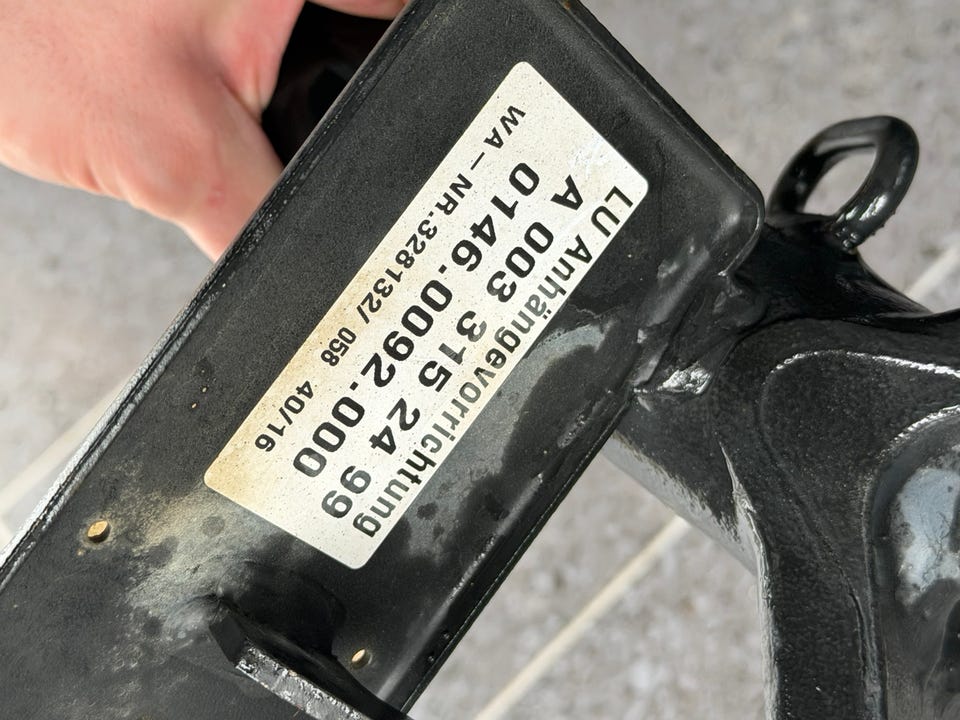 LU Anhängevorrichtung
A 003 315 24 99
0146.0092.000
WA – NR.328132/ 058 40/16